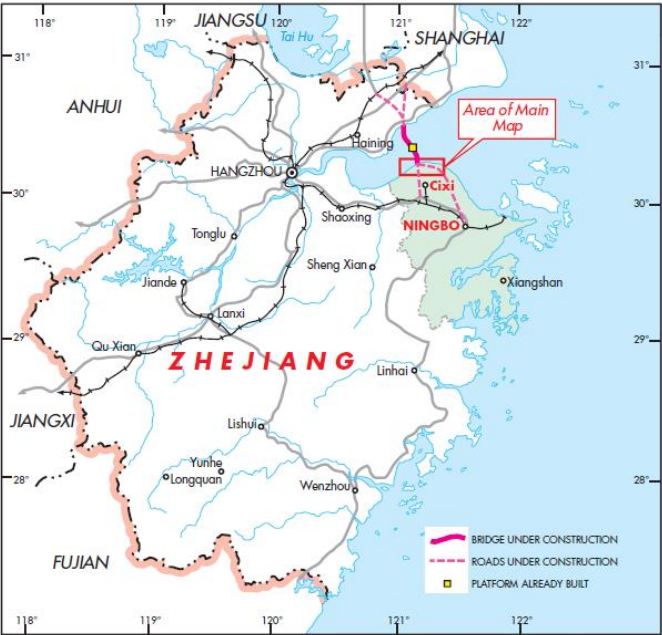 118°
119°
120°
121°
122°
JIANGSU
Tai Hu
SHANGHAI
31°
31°
ANHUI
Area of Main
Map
Haining
HANGZHOU
Cixi
30°
30°
Shaoxing
NINGBO
Tonglu
Sheng Xian
Jiande
Xiangshan
Lanxi
29°
29°
Qu Xian
ZHEJIANG
Linhai
JIANGXI
Lishui
Yunhe
Longquan
28°
28°
Wenzhou
BRIDGE UNDER CONSTRUCTION
ROADS UNDER CONSTRUCTION
PLATFORM ALREADY BUILT
FUJIAN
118°
119°
120°
121°
122°